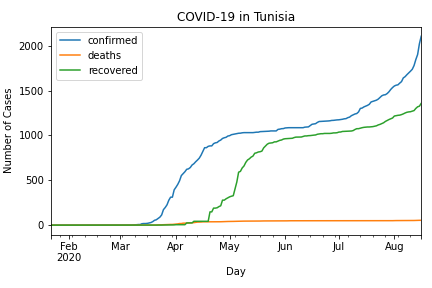 COVID-19 in Tunisia
confirmed
deaths
recovered
Number of Cases
2000
1500
1000
500
0
Feb
2020
Mar
Apr
May
Jun
Jul
Aug
Day